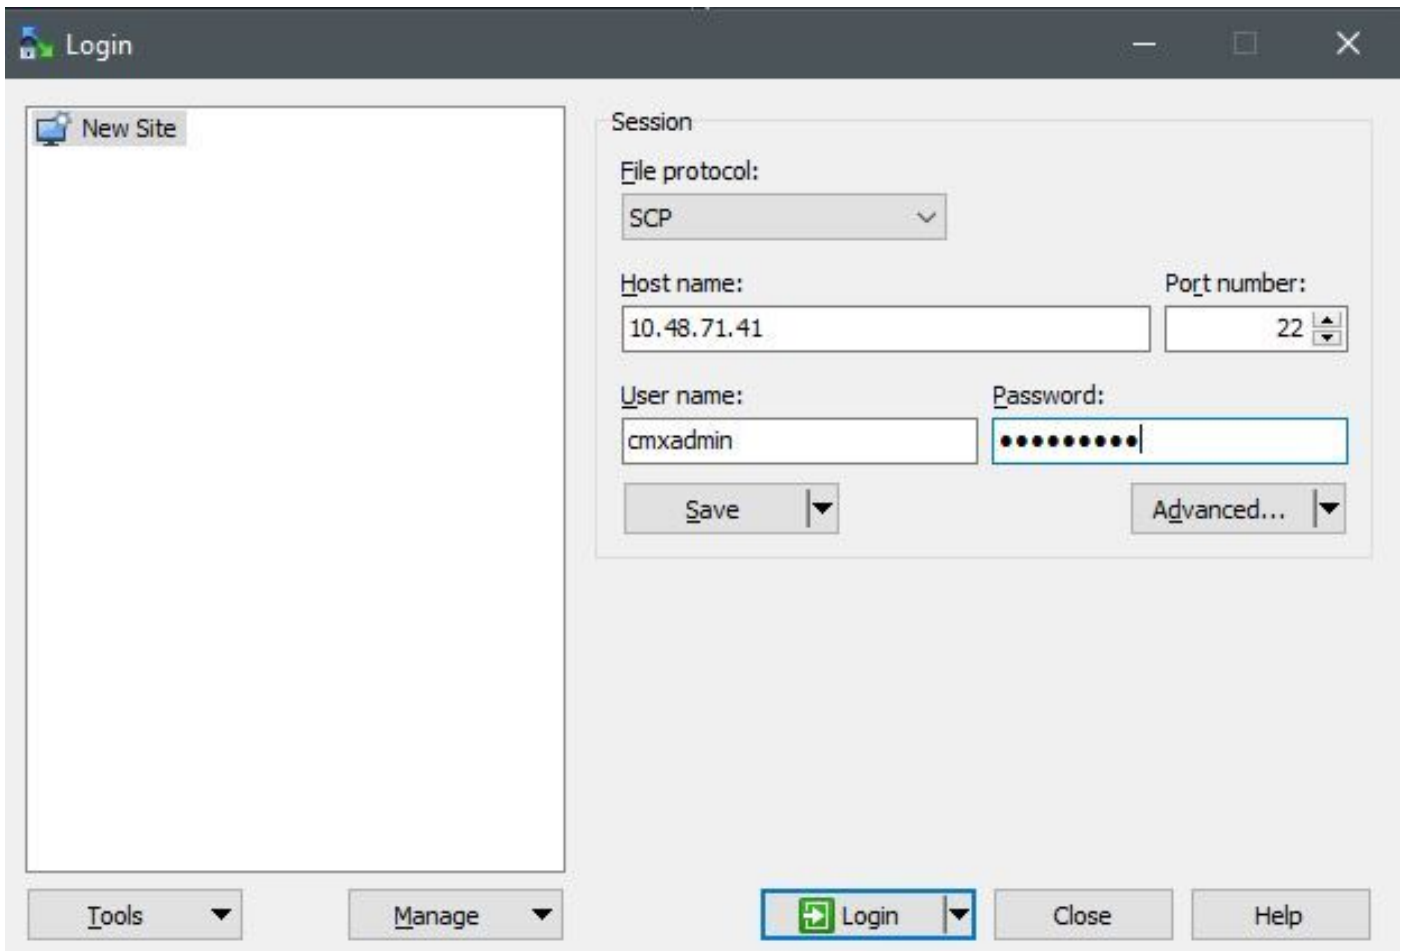 Login
New Site
Session
File protocol:
SCP
Host name: Port number:
10.48.71.41 22
User name: Password:
cmxadmin •••••••••
Save Advanced...
Tools Manage Login Close Help